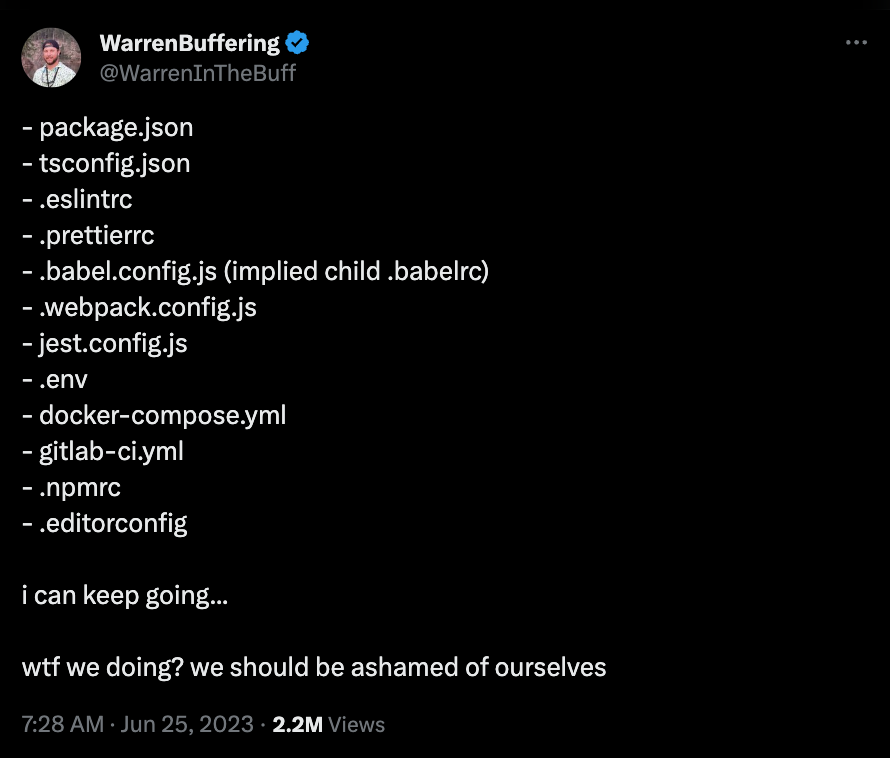 WarrenBuffering
@WarrenInTheBuff
- package.json
- tsconfig.json
- .eslintrc
- .prettierrc
- .babel.config.js (implied child .babelrc)
- .webpack.config.js
- jest.config.js
- .env
- docker-compose.yml
- gitlab-ci.yml
- .npmrc
- .editorconfig
i can keep going...
wtf we doing? we should be ashamed of ourselves
7:28 AM · Jun 25, 2023 · 2.2M Views